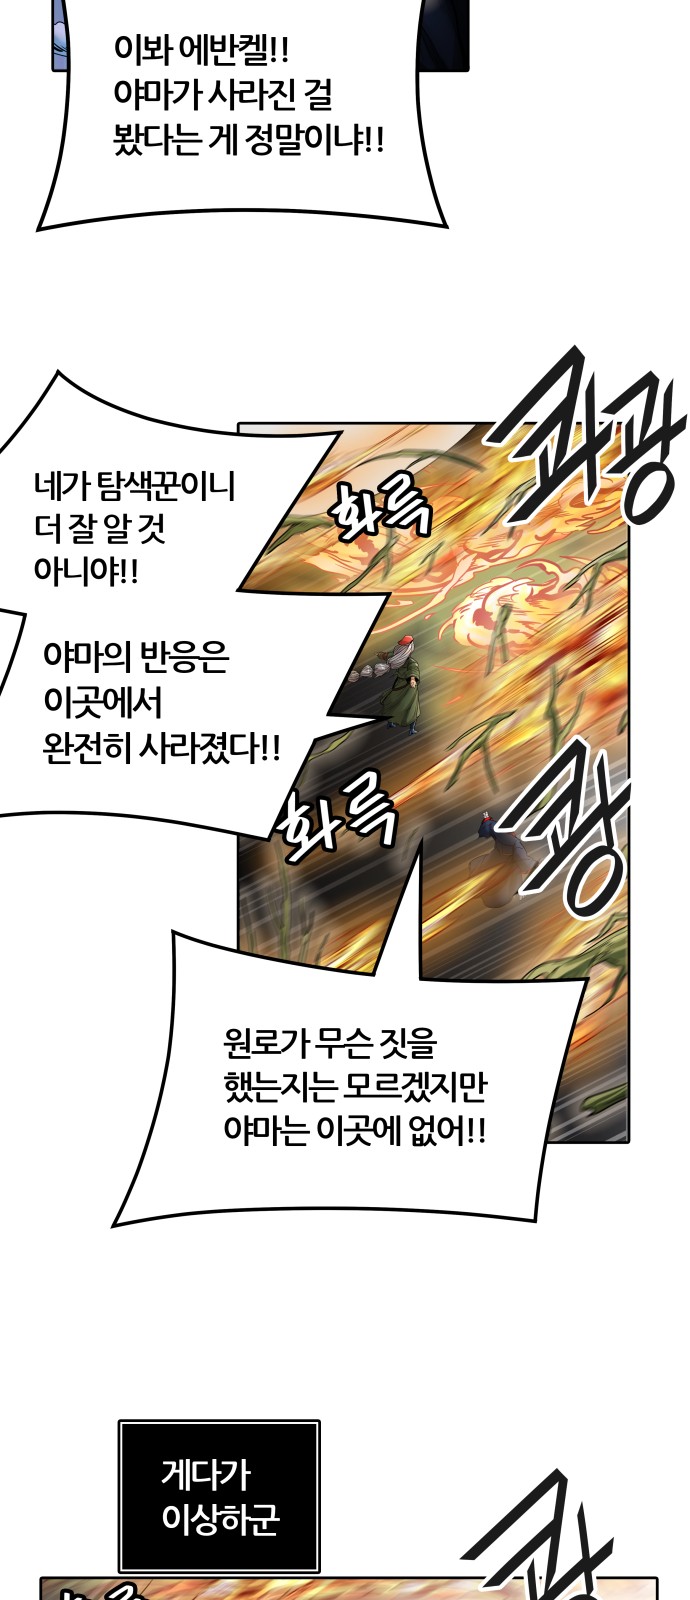 이봐 에반켈!!
야마가 사라진 걸
봤다는 게 정말이냐!!
콰광
네가 탐색꾼이니
더 잘 알 것
아니야!!
화륵
야마의 반응은
이곳에서
완전히 사라졌다!!
화륵
쾅
원로가 무슨 짓을
했는지는 모르겠지만
야마는 이곳에 없어!!
게다가
이상하군